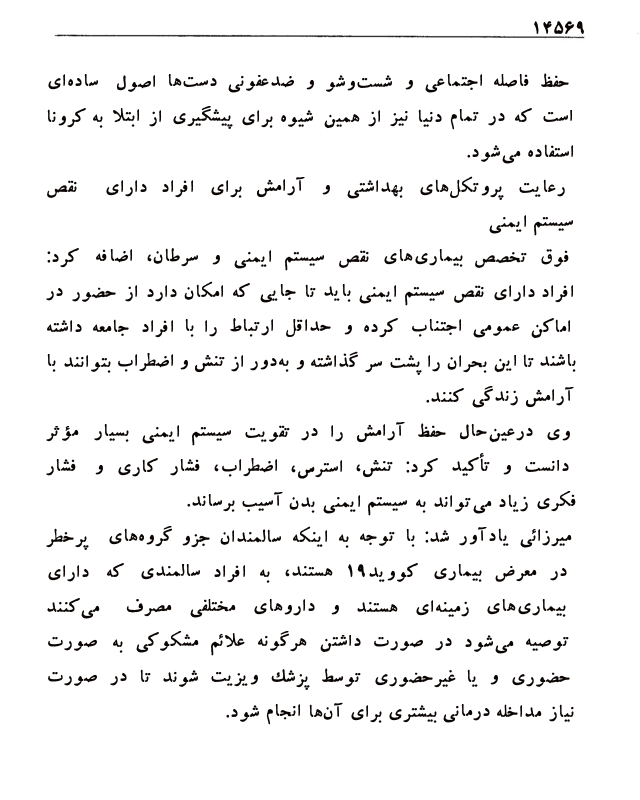 ۱۴۵۶۹
حفظ فاصله اجتماعی و شست‌وشو و ضدعفونی دست‌ها اصول ساده‌ای
است که در تمام دنیا نیز از همین شیوه برای پیشگیری از ابتلا به کرونا
استفاده می‌شود.
رعایت پروتکل‌های بهداشتی و آرامش برای افراد دارای نقص
سیستم ایمنی
فوق تخصص بیماری‌های نقص سیستم ایمنی و سرطان، اضافه کرد:
افراد دارای نقص سیستم ایمنی باید تا جایی که امکان دارد از حضور در
اماکن عمومی اجتناب کرده و حداقل ارتباط را با افراد جامعه داشته
باشند تا این بحران را پشت سر گذاشته و به‌دور از تنش و اضطراب بتوانند با
آرامش زندگی کنند.
وی درعین‌حال حفظ آرامش را در تقویت سیستم ایمنی بسیار مؤثر
دانست و تأکید کرد: تنش، استرس، اضطراب، فشار کاری و فشار
فکری زیاد می‌تواند به سیستم ایمنی بدن آسیب برساند.
میرزائی یادآور شد: با توجه به اینکه سالمندان جزو گروه‌های پرخطر
در معرض بیماری کووید۱۹ هستند، به افراد سالمندی که دارای
بیماری‌های زمینه‌ای هستند و داروهای مختلفی مصرف می‌کنند
توصیه می‌شود در صورت داشتن هرگونه علائم مشکوکی به صورت
حضوری و یا غیرحضوری توسط پزشك ویزیت شوند تا در صورت
نیاز مداخله درمانی بیشتری برای آن‌ها انجام شود.